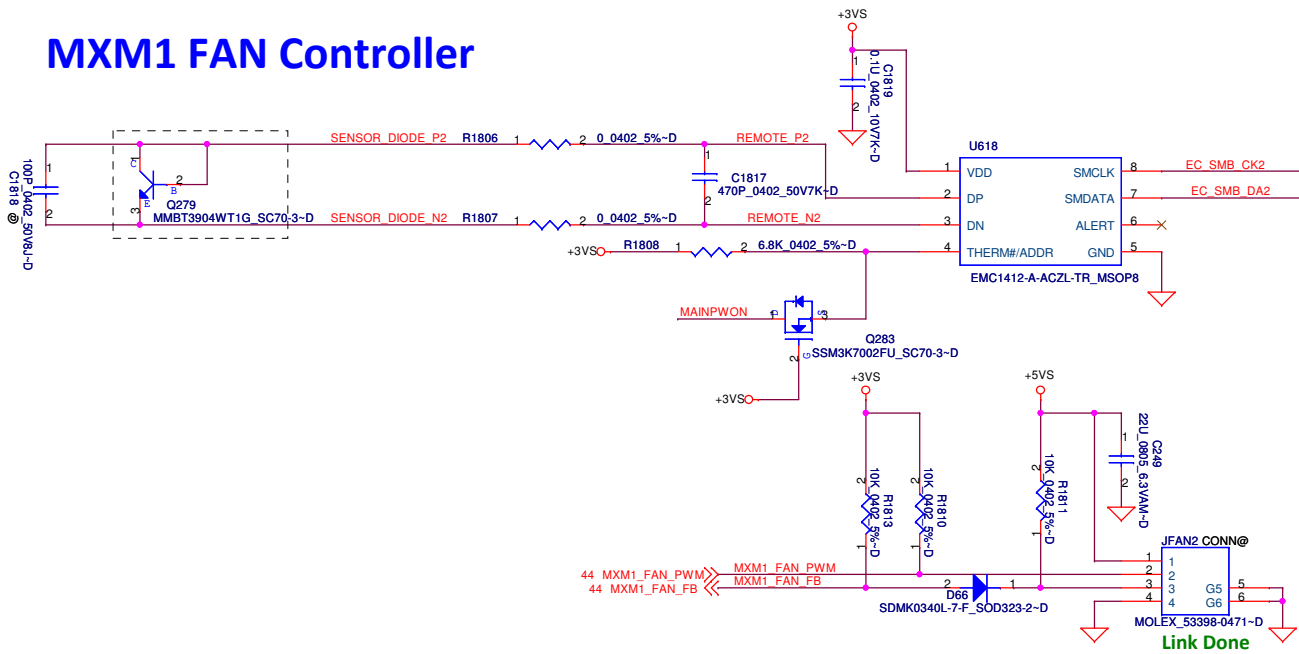 MXM1 FAN Controller
+3VS
1
2
C1819
0.1U_0402_10V7K~D
SENSOR_DIODE_P2
R1806
1
2
0_0402_5%~D
REMOTE_P2
1
2
C1818 @
100P_0402_50V8J~D
C
1
2
B
E
3
Q279
MMBT3904WT1G_SC70-3~D
1
C1817
470P_0402_50V7K~D
2
SENSOR_DIODE_N2
R1807
1
2
0_0402_5%~D
REMOTE_N2
U618
1
VDD
SMCLK
8
EC_SMB_CK2
2
DP
SMDATA
7
EC_SMB_DA2
3
DN
ALERT
6
4
THERM#/ADDR
GND
5
EMC1412-A-ACZL-TR_MSOP8
+3VS
R1808
1
2
6.8K_0402_5%~D
MAINPWON
1
D
S
3
Q283
SSM3K7002FU_SC70-3~D
2
G
+3VS
+3VS
+5VS
2
R1813
10K_0402_5%~D
1
2
R1810
10K_0402_5%~D
1
2
R1811
10K_0402_5%~D
1
1
C249
22U_0805_6.3VAM~D
2
44 MXM1_FAN_PWM
MXM1_FAN_PWM
44 MXM1_FAN_FB
MXM1_FAN_FB
2
1
D66
SDMK0340L-7-F_SOD323-2~D
JFAN2 CONN@
1
1
2
2
3
3
G5
5
4
4
G6
6
MOLEX_53398-0471~D
Link Done